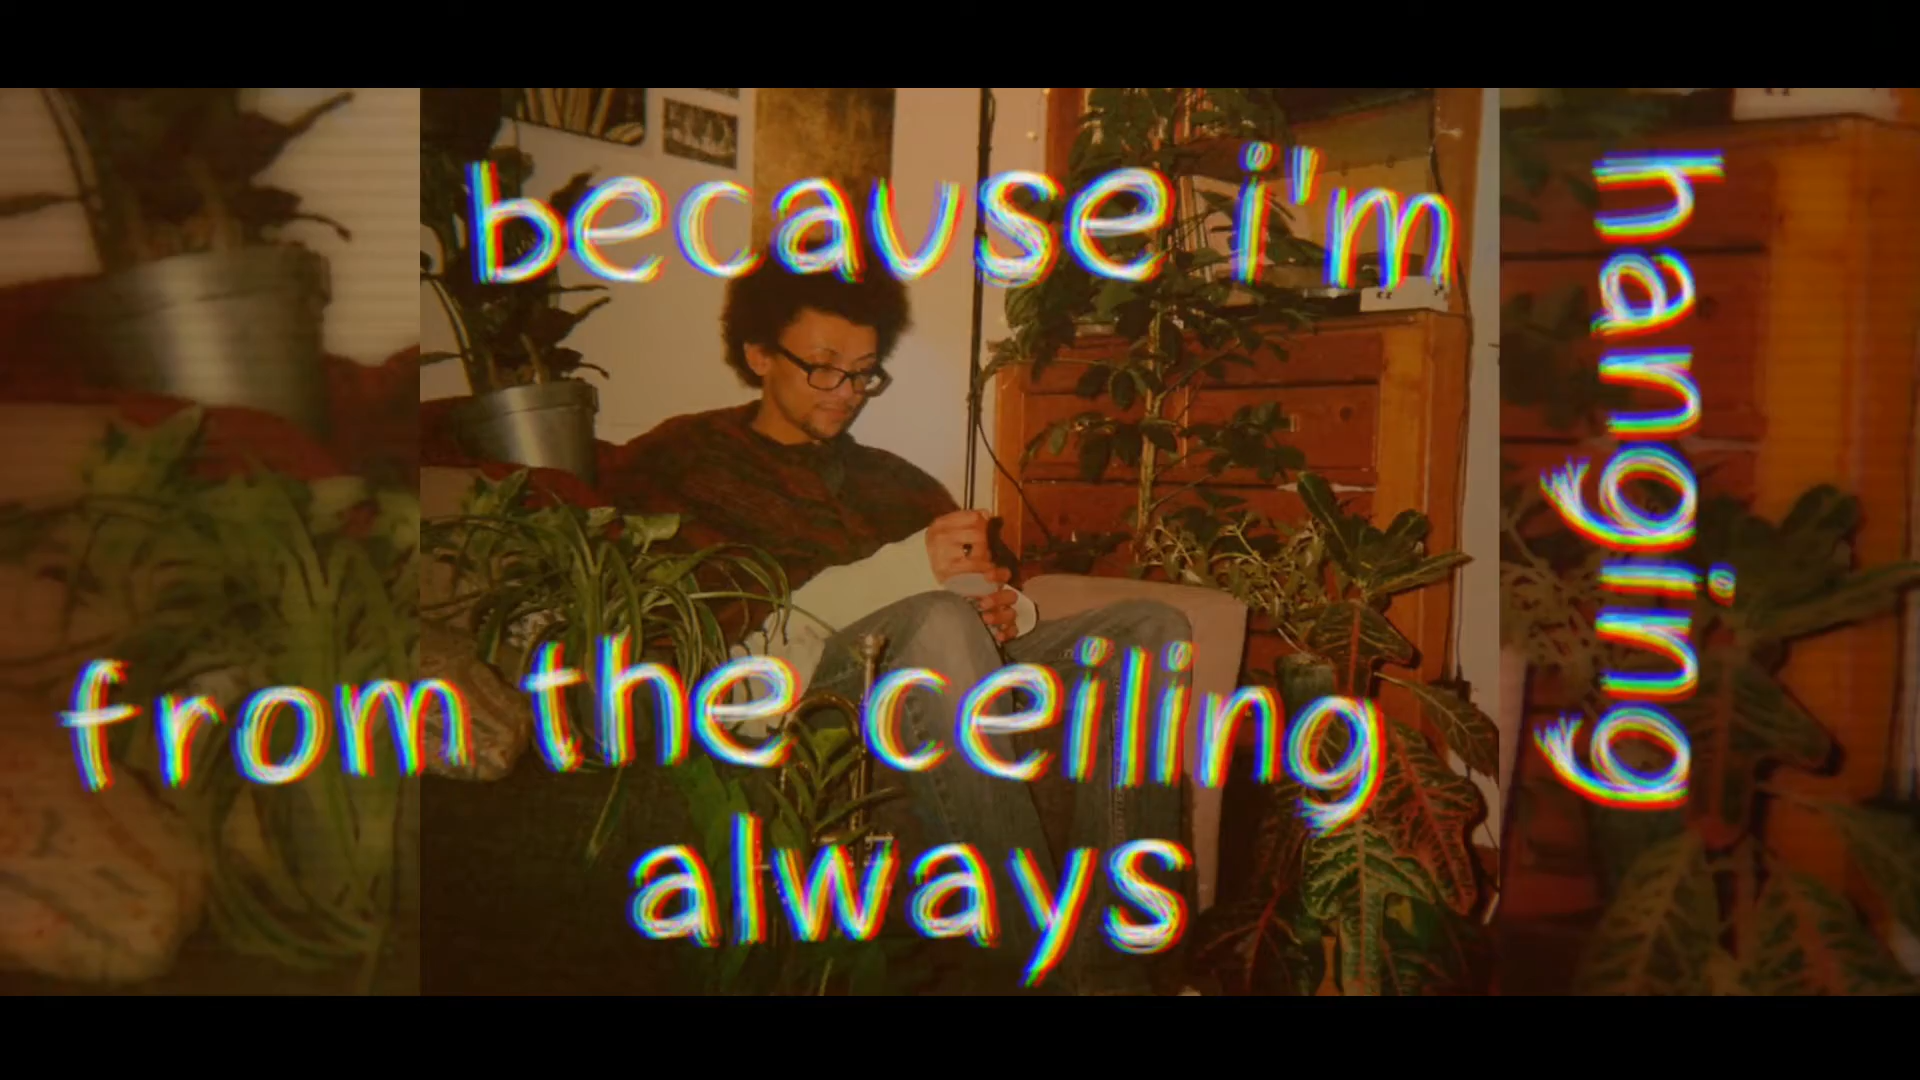 because i'm
hanging
from the ceiling
always